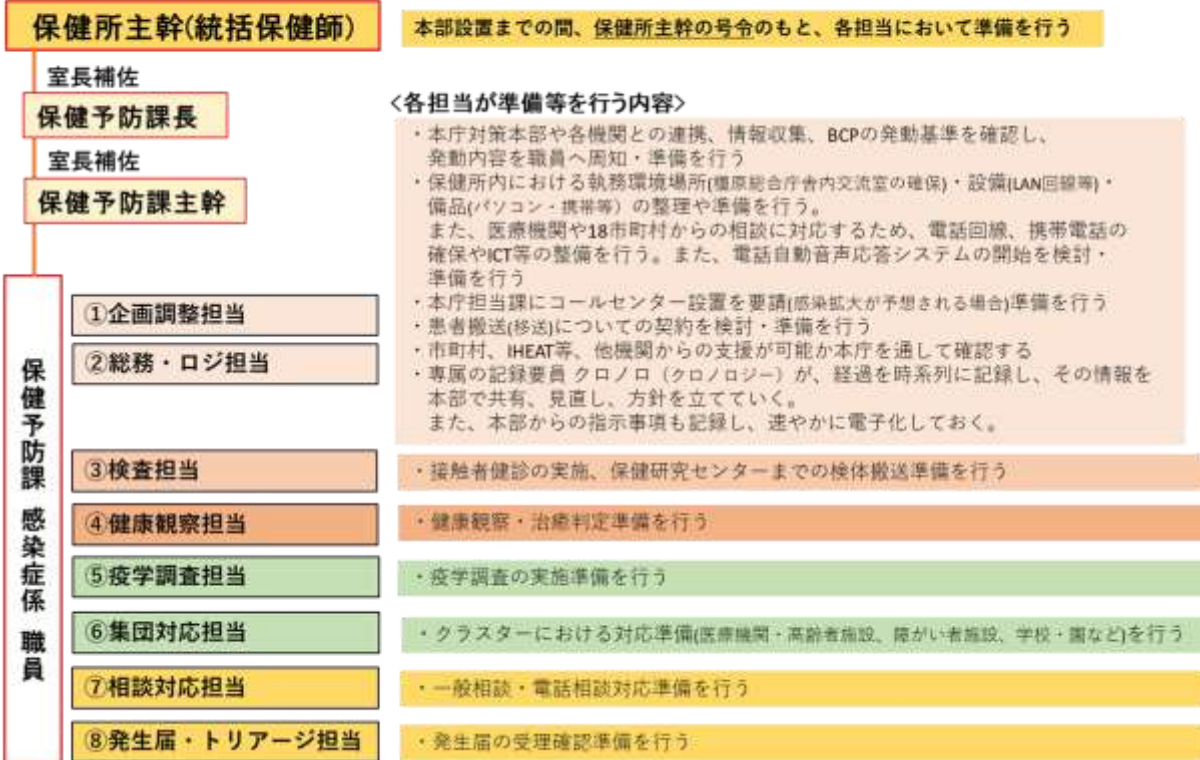 保健所主幹(統括保健師)
本部設置までの間、保健所主幹の号令のもと、各担当において準備を行う
室長補佐
保健予防課長
室長補佐
保健予防課主幹
<各担当が準備等を行う内容>
・本庁対策本部や各機関との連携、情報収集、BCPの発動基準を確認し、
発動内容を職員へ周知・準備を行う
・保健所内における執務環境場所(橿原総合庁舎内交流室の確保)・設備(LAN回線等)・
備品(パソコン・携帯等）の整理や準備を行う。
また、医療機関や18市町村からの相談に対応するため、電話回線、携帯電話の
確保やICT等の整備を行う。また、電話自動音声応答システムの開始を検討・
準備を行う
・本庁担当課にコールセンター設置を要請(感染拡大が予想される場合)準備を行う
・患者搬送(移送)についての契約を検討・準備を行う
・市町村、IHEAT等、他機関からの支援が可能か本庁を通して確認する
・専属の記録要員 クロノロ（クロノロジー）が、経過を時系列に記録し、その情報を
本部で共有、見直し、方針を立てていく。
また、本部からの指示事項も記録し、速やかに電子化しておく。
保健予防課 感染症係 職員
①企画調整担当
②総務・ロジ担当
③検査担当
・接触者健診の実施、保健研究センターまでの検体搬送準備を行う
④健康観察担当
・健康観察・治癒判定準備を行う
⑤疫学調査担当
・疫学調査の実施準備を行う
⑥集団対応担当
・クラスターにおける対応準備(医療機関・高齢者施設、障がい者施設、学校・園など)を行う
⑦相談対応担当
・一般相談・電話相談対応準備を行う
⑧発生届・トリアージ担当
・発生届の受理確認準備を行う